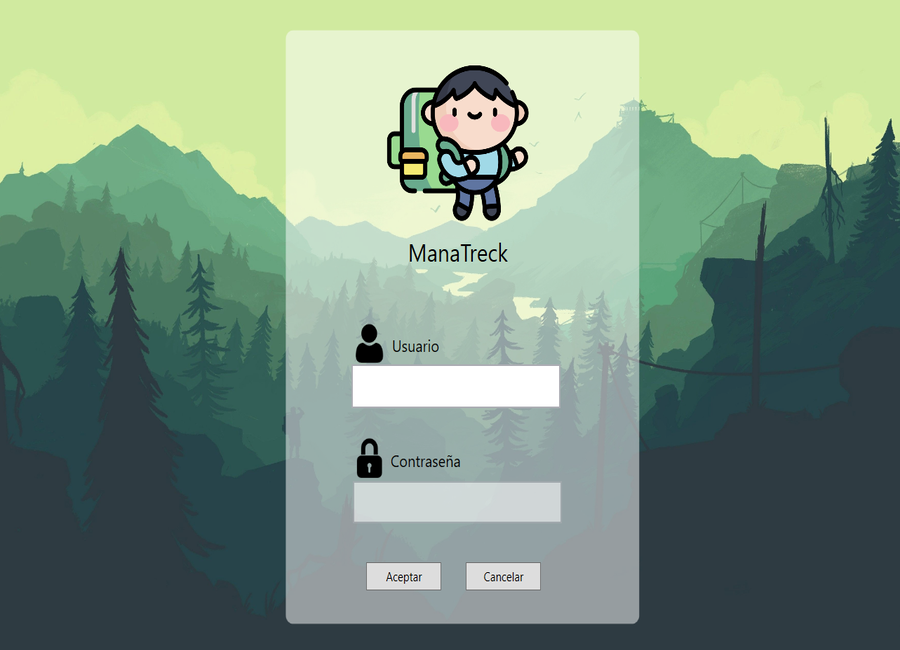 ManaTreck
Usuario
Contraseña
Aceptar
Cancelar